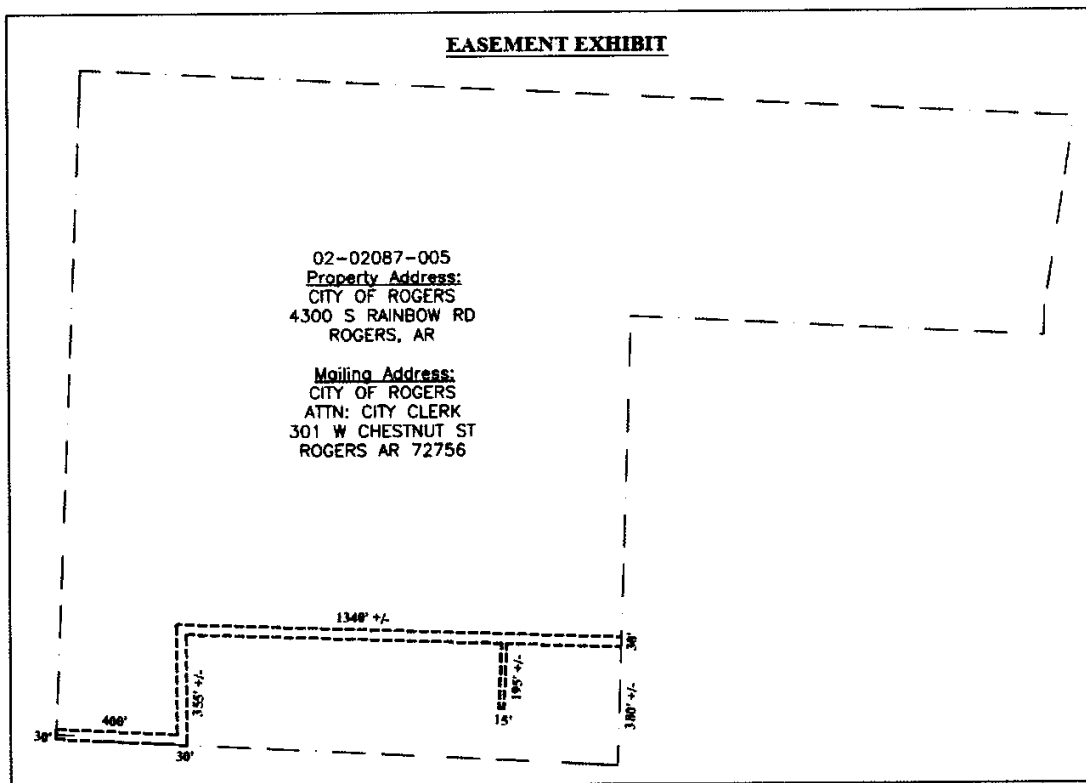 EASEMENT EXHIBIT
02-02087-005
Property Address:
CITY OF ROGERS
4300 S RAINBOW RD
ROGERS, AR
Mailing Address:
CITY OF ROGERS
ATTN: CITY CLERK
301 W CHESTNUT ST
ROGERS AR 72756
1340' +/-
30'
355' +/-
195' +/-
380' +/-
15'
400'
30'
30'